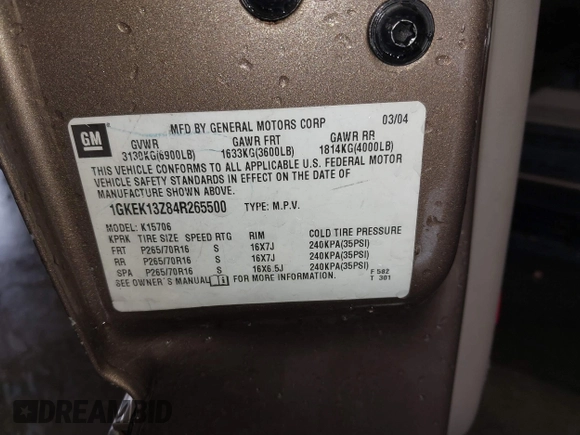 GM
®
MFD BY GENERAL MOTORS CORP 03/04
GVWR GAWR FRT GAWR RR
3130KG(6900LB) 1633KG(3600LB) 1814KG(4000LB)
THIS VEHICLE CONFORMS TO ALL APPLICABLE U.S. FEDERAL MOTOR
VEHICLE SAFETY STANDARDS IN EFFECT ON THE DATE OF
MANUFACTURE SHOWN ABOVE.
1GKEK13Z84R265500 TYPE: M.P.V.
MODEL: K15706
KPRK TIRE SIZE SPEED RTG RIM COLD TIRE PRESSURE
FRT P265/70R16 S 16X7J 240KPA(35PSI)
RR P265/70R16 S 16X7J 240KPA(35PSI)
SPA P265/70R16 S 16X6.5J 240KPA(35PSI)
SEE OWNER'S MANUAL FOR MORE INFORMATION.
F 582
T 301
DREAMBID